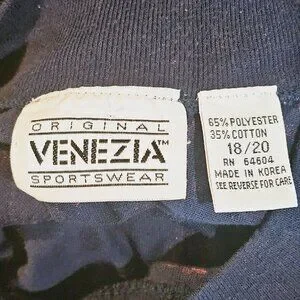 ORIGINAL
VENEZIA™
SPORTSWEAR
65% POLYESTER
35% COTTON
18/20
RN 64604
MADE IN KOREA
SEE REVERSE FOR CARE